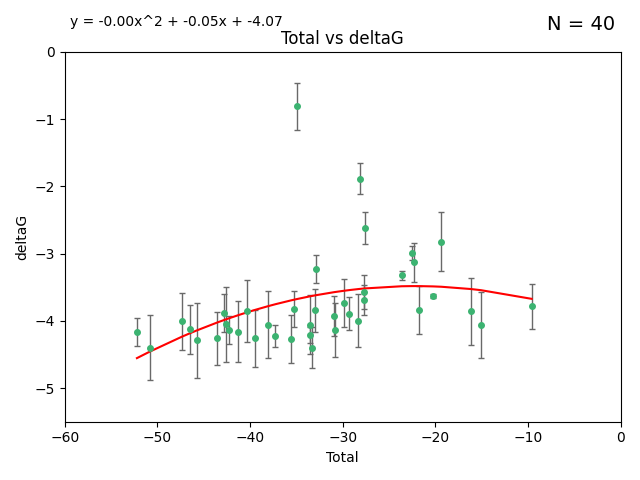 y = -0.00x^2 + -0.05x + -4.07
N = 40
Total vs deltaG
deltaG
0
−1
−2
−3
−4
−5
−60
−50
−40
−30
−20
−10
0
Total